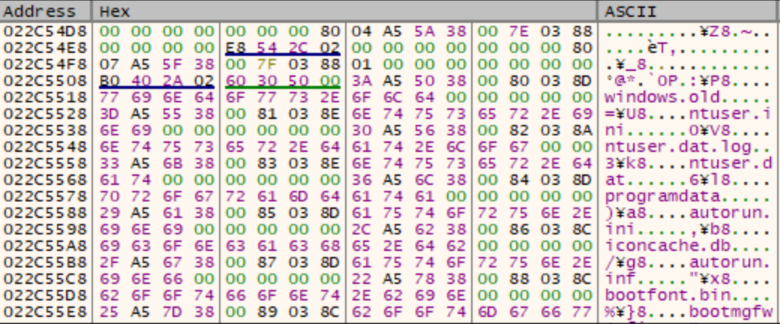 Address Hex ASCII
022C54D8 00 00 00 00 00 00 00 80 04 A5 5A 38 00 7E 03 88 .........¥Z8.~..
022C54E8 00 00 00 00 E8 54 2C 02 00 00 00 00 00 00 00 80 ....èT,.........
022C54F8 07 A5 5F 38 00 7F 03 88 01 00 00 00 00 00 00 00 .¥_8............
022C5508 B0 40 2A 02 60 30 50 00 3A A5 50 38 00 80 03 8D °@*.`0P.:¥P8....
022C5518 77 69 6E 64 6F 77 73 2E 6F 6C 64 00 00 00 00 00 windows.old.....
022C5528 3D A5 55 38 00 81 03 8E 6E 74 75 73 65 72 2E 69 =¥U8....ntuser.i
022C5538 6E 69 00 00 00 00 00 00 30 A5 56 38 00 82 03 8A ni......0¥V8....
022C5548 6E 74 75 73 65 72 2E 64 61 74 2E 6C 6F 67 00 00 ntuser.dat.log..
022C5558 33 A5 6B 38 00 83 03 8E 6E 74 75 73 65 72 2E 64 3¥k8....ntuser.d
022C5568 61 74 00 00 00 00 00 00 36 A5 6C 38 00 84 03 8D at......6¥l8....
022C5578 70 72 6F 67 72 61 6D 64 61 74 61 00 00 00 00 00 programdata.....
022C5588 29 A5 61 38 00 85 03 8D 61 75 74 6F 72 75 6E 2E )¥a8....autorun.
022C5598 69 6E 69 00 00 00 00 00 2C A5 62 38 00 86 03 8C ini.....,¥b8....
022C55A8 69 63 6F 6E 63 61 63 68 65 2E 64 62 00 00 00 00 iconcache.db....
022C55B8 2F A5 67 38 00 87 03 8D 61 75 74 6F 72 75 6E 2E /¥g8....autorun.
022C55C8 69 6E 66 00 00 00 00 00 22 A5 78 38 00 88 03 8C inf....."¥x8....
022C55D8 62 6F 6F 74 66 6F 6E 74 2E 62 69 6E 00 00 00 00 bootfont.bin....
022C55E8 25 A5 7D 38 00 89 03 8C 62 6F 6F 74 6D 67 66 77 %¥}8....bootmgfw